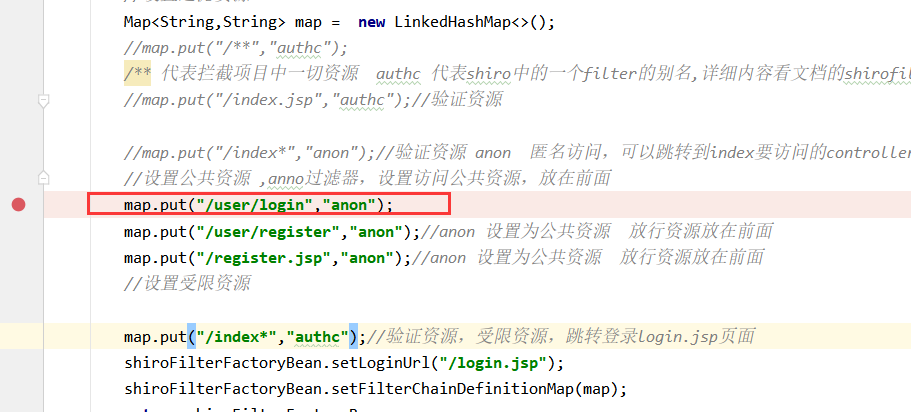 Map<String,String> map =  new LinkedHashMap<>();
//map.put("/**","authc");
/** 代表拦截项目中一切资源  authc 代表shiro中的一个filter的别名,详细内容看文档的shirofil
//map.put("/index.jsp","authc");//验证资源
//map.put("/index*","anon");//验证资源 anon  匿名访问，可以跳转到index要访问的controller
//设置公共资源 ,anno过滤器，设置访问公共资源，放在前面
map.put("/user/login","anon");
map.put("/user/register","anon");//anon 设置为公共资源  放行资源放在前面
map.put("/register.jsp","anon");//anon 设置为公共资源  放行资源放在前面
//设置受限资源
map.put("/index*","authc");//验证资源，受限资源，跳转登录login.jsp页面
shiroFilterFactoryBean.setLoginUrl("/login.jsp");
shiroFilterFactoryBean.setFilterChainDefinitionMap(map);